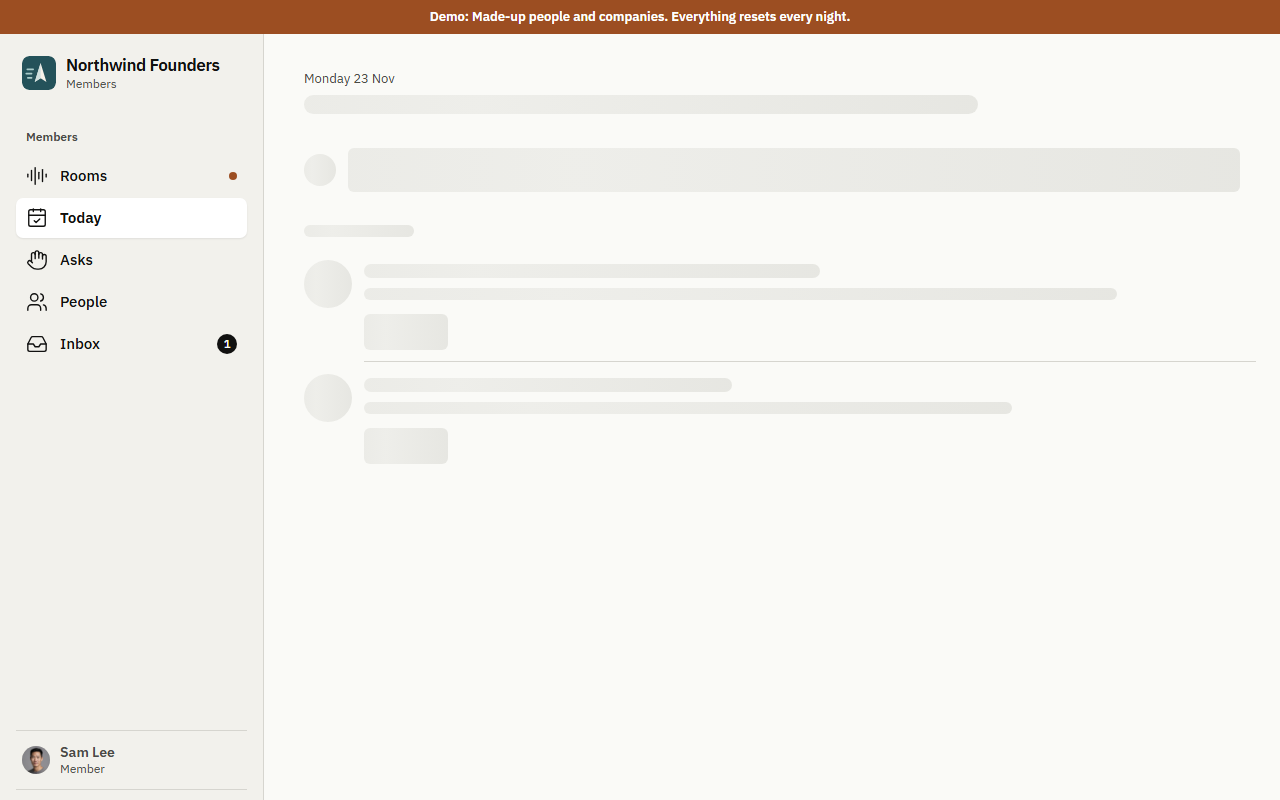 Demo: Made-up people and companies. Everything resets every night.
Northwind Founders
Members
Members
Rooms
Today
Asks
People
Inbox
1
Sam Lee
Member
Monday 23 Nov